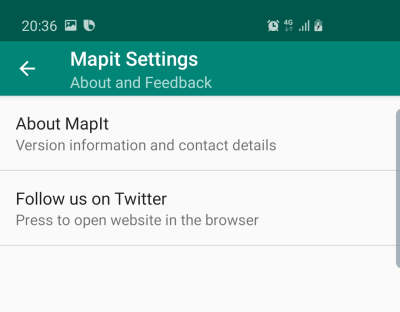 20:36 4G
Mapit Settings
About and Feedback
About MapIt
Version information and contact details
Follow us on Twitter
Press to open website in the browser